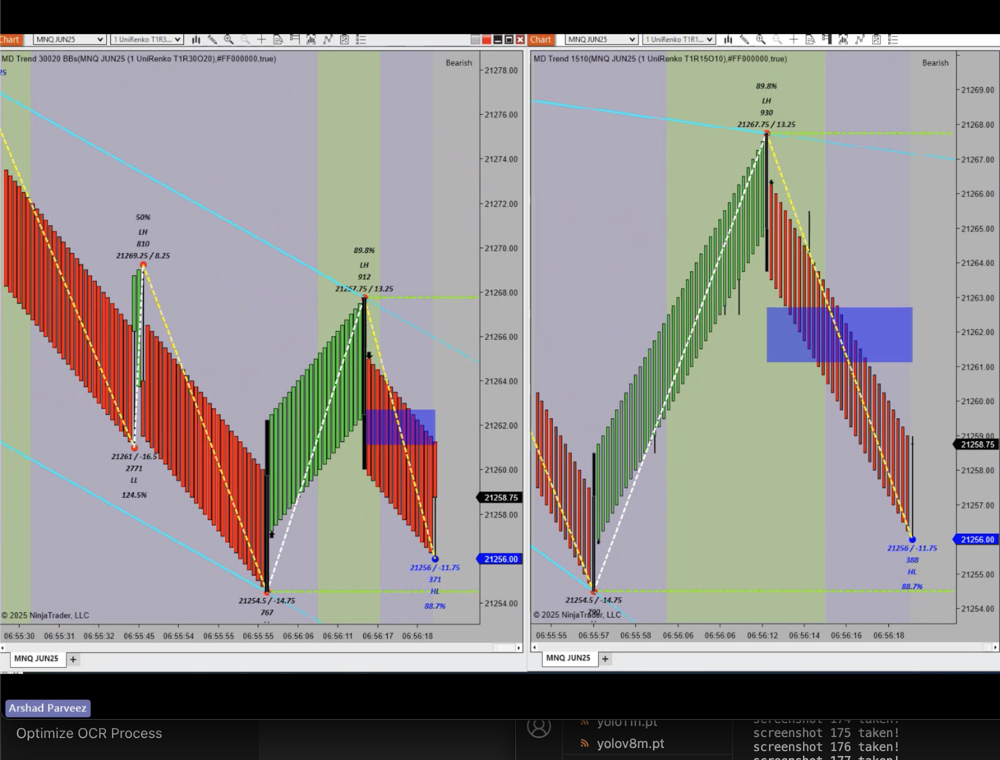 Chart
MNQ JUN25
1 UniRenko T1R3...
Chart
MNQ JUN25
1 UniRenko T1R1...
MD Trend 30020 BBs(MNQ JUN25 (1 UniRenko T1R30O20),#FF000000,true)
Bearish
25
50%
LH
810
21269.25 / 8.25
89.8%
LH
912
21267.75 / 13.25
21261 / -16.5
2771
LL
124.5%
21254.5 / -14.75
767
21256 / -11.75
371
HL
88.7%
21278.00
21276.00
21274.00
21272.00
21270.00
21268.00
21266.00
21264.00
21262.00
21260.00
21258.75
21258.00
21256.00
21254.00
© 2025 NinjaTrader, LLC
06:55:30 06:55:31 06:55:32 06:55:45 06:55:54 06:55:55 06:55:56 06:56:06 06:56:11 06:56:17 06:56:18
MNQ JUN25 +
MD Trend 1510(MNQ JUN25 (1 UniRenko T1R15O10),#FF000000,true)
Bearish
89.8%
LH
930
21267.75 / 13.25
21254.5 / -14.75
790
21256 / -11.75
388
HL
88.7%
21269.00
21268.00
21267.00
21266.00
21265.00
21264.00
21263.00
21262.00
21261.00
21260.00
21259.00
21258.75
21258.00
21257.00
21256.00
21255.00
21254.00
© 2025 NinjaTrader, LLC
06:55:55 06:55:57 06:55:58 06:56:06 06:56:06 06:56:12 06:56:14 06:56:16 06:56:18
MNQ JUN25 +
Arshad Parveez
Optimize OCR Process
yolo11n.pt
yolov8m.pt
screenshot 174 taken!
screenshot 175 taken!
screenshot 176 taken!
screenshot 177 taken!